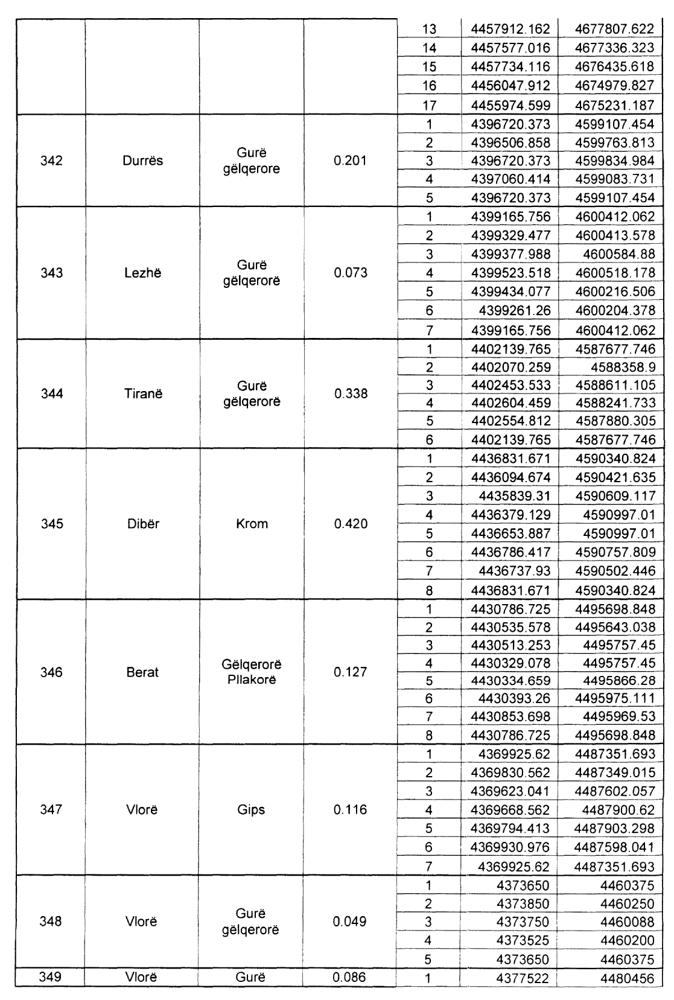 13 4457912.162 4677807.622
14 4457577.016 4677336.323
15 4457734.116 4676435.618
16 4456047.912 4674979.827
17 4455974.599 4675231.187
342 Durrës Gurë gëlqerore 0.201
1 4396720.373 4599107.454
2 4396506.858 4599763.813
3 4396720.373 4599834.984
4 4397060.414 4599083.731
5 4396720.373 4599107.454
343 Lezhë Gurë gëlqerorë 0.073
1 4399165.756 4600412.062
2 4399329.477 4600413.578
3 4399377.988 4600584.88
4 4399523.518 4600518.178
5 4399434.077 4600216.506
6 4399261.26 4600204.378
7 4399165.756 4600412.062
344 Tiranë Gurë gëlqerorë 0.338
1 4402139.765 4587677.746
2 4402070.259 4588358.9
3 4402453.533 4588611.105
4 4402604.459 4588241.733
5 4402554.812 4587880.305
6 4402139.765 4587677.746
345 Dibër Krom 0.420
1 4436831.671 4590340.824
2 4436094.674 4590421.635
3 4435839.31 4590609.117
4 4436379.129 4590997.01
5 4436653.887 4590997.01
6 4436786.417 4590757.809
7 4436737.93 4590502.446
8 4436831.671 4590340.824
346 Berat Gëlqerorë Pllakorë 0.127
1 4430786.725 4495698.848
2 4430535.578 4495643.038
3 4430513.253 4495757.45
4 4430329.078 4495757.45
5 4430334.659 4495866.28
6 4430393.26 4495975.111
7 4430853.698 4495969.53
8 4430786.725 4495698.848
347 Vlorë Gips 0.116
1 4369925.62 4487351.693
2 4369830.562 4487349.015
3 4369623.041 4487602.057
4 4369668.562 4487900.62
5 4369794.413 4487903.298
6 4369930.976 4487598.041
7 4369925.62 4487351.693
348 Vlorë Gurë gëlqerorë 0.049
1 4373650 4460375
2 4373850 4460250
3 4373750 4460088
4 4373525 4460200
5 4373650 4460375
349 Vlorë Gurë 0.086 1 4377522 4480456